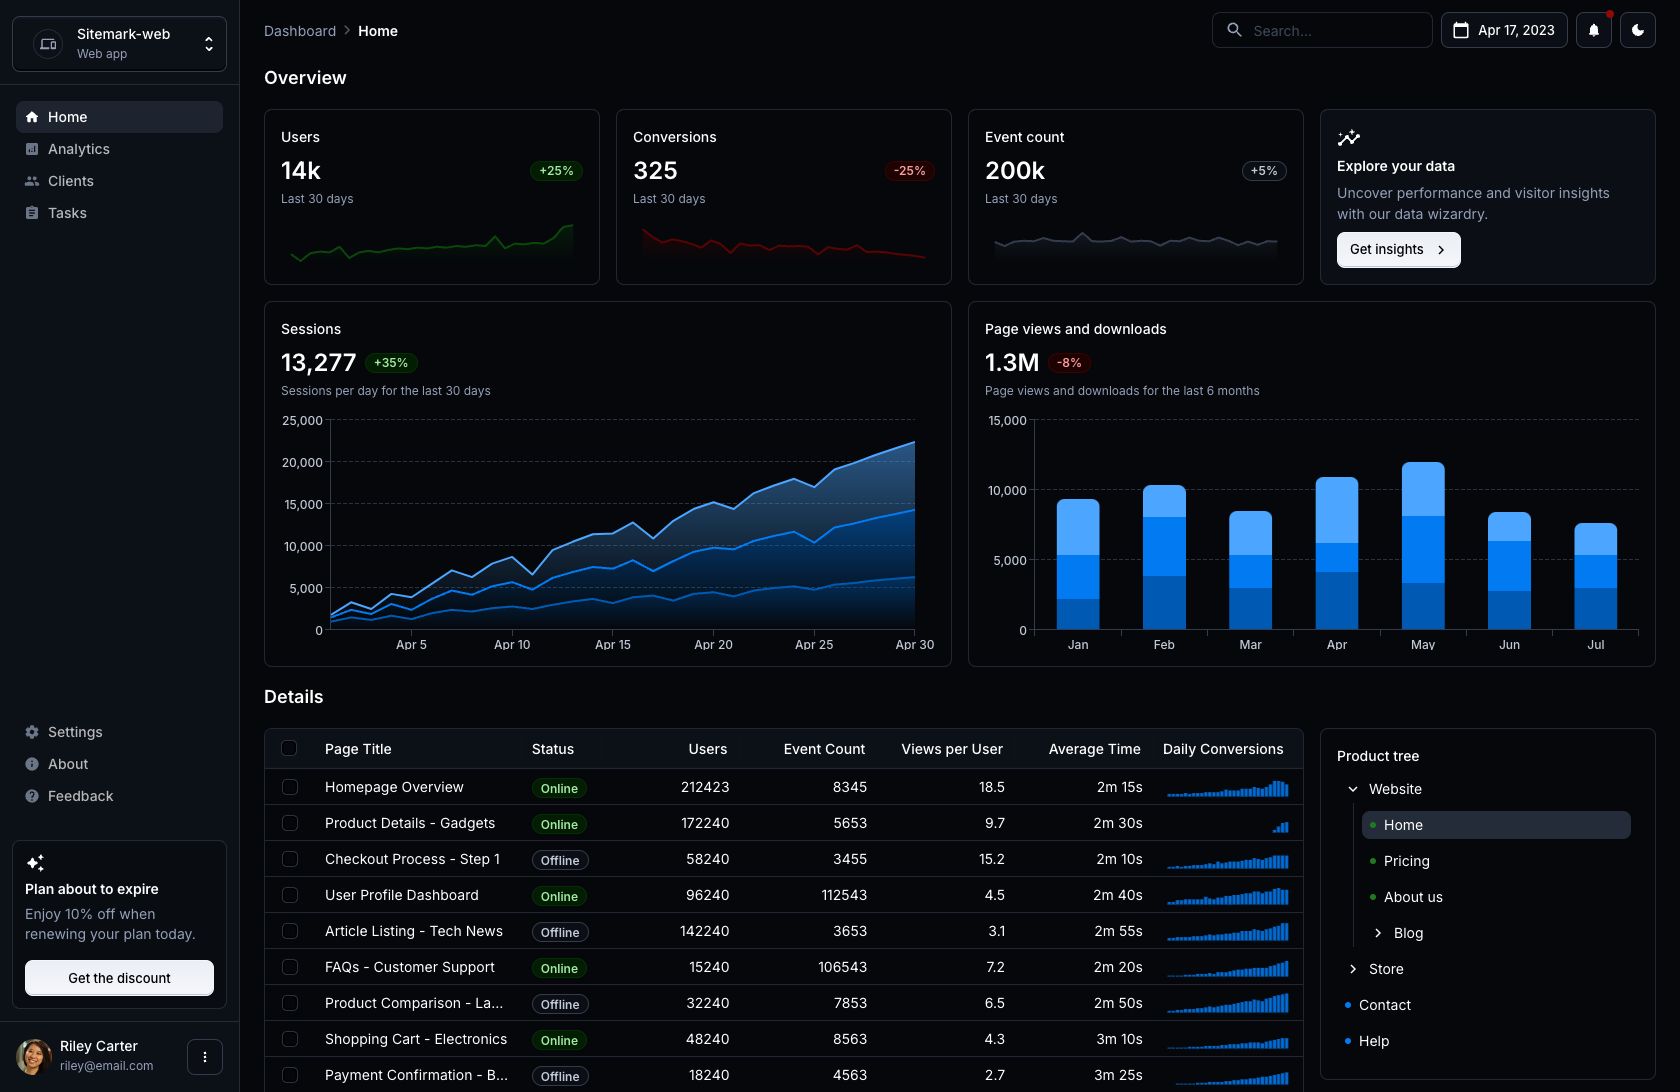 Sitemark-web
Web app
Home
Analytics
Clients
Tasks
Settings
About
Feedback
Plan about to expire
Enjoy 10% off when
renewing your plan today.
Get the discount
Riley Carter
riley@email.com
Dashboard Home
Search...
Apr 17, 2023
Overview
Users
14k
+25%
Last 30 days
Conversions
325
-25%
Last 30 days
Event count
200k
+5%
Last 30 days
Explore your data
Uncover performance and visitor insights
with our data wizardry.
Get insights
Sessions
13,277 +35%
Sessions per day for the last 30 days
25,000
20,000
15,000
10,000
5,000
0
Apr 5 Apr 10 Apr 15 Apr 20 Apr 25 Apr 30
Page views and downloads
1.3M -8%
Page views and downloads for the last 6 months
15,000
10,000
5,000
0
Jan Feb Mar Apr May Jun Jul
Details
Page Title Status Users Event Count Views per User Average Time Daily Conversions
Homepage Overview Online 212423 8345 18.5 2m 15s
Product Details - Gadgets Online 172240 5653 9.7 2m 30s
Checkout Process - Step 1 Offline 58240 3455 15.2 2m 10s
User Profile Dashboard Online 96240 112543 4.5 2m 40s
Article Listing - Tech News Offline 142240 3653 3.1 2m 55s
FAQs - Customer Support Online 15240 106543 7.2 2m 20s
Product Comparison - La... Offline 32240 7853 6.5 2m 50s
Shopping Cart - Electronics Online 48240 8563 4.3 3m 10s
Payment Confirmation - B... Offline 18240 4563 2.7 3m 25s
Product tree
Website
Home
Pricing
About us
Blog
Store
Contact
Help